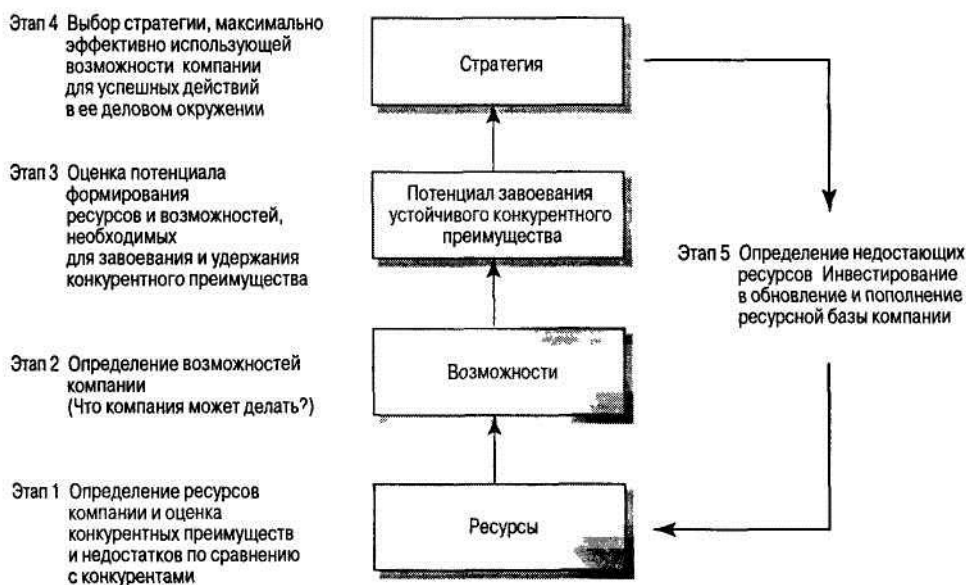 Этап 4 Выбор стратегии, максимально
эффективно использующей
возможности компании
для успешных действий
в ее деловом окружении
Стратегия
Этап 3 Оценка потенциала
формирования
ресурсов и возможностей,
необходимых
для завоевания и удержания
конкурентного преимущества
Потенциал завоевания
устойчивого конкурентного
преимущества
Этап 5 Определение недостающих
ресурсов Инвестирование
в обновление и пополнение
ресурсной базы компании
Этап 2 Определение возможностей
компании
(Что компания может делать?)
Возможности
Этап 1 Определение ресурсов
компании и оценка
конкурентных преимуществ
и недостатков по сравнению
с конкурентами
Ресурсы